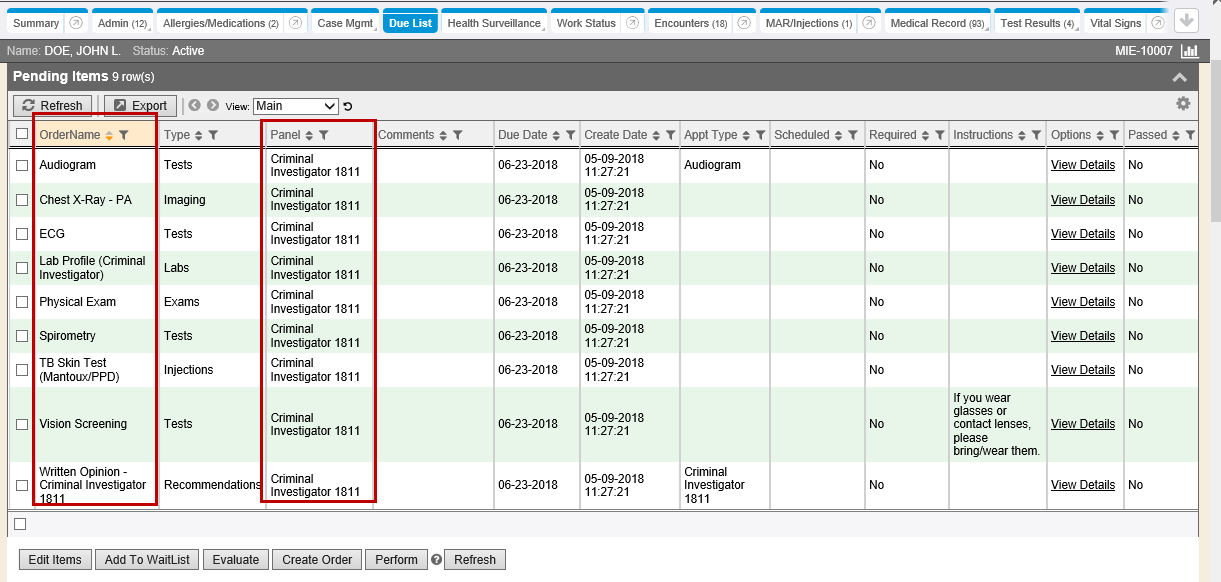 Summary Admin (12) Allergies/Medications (2) Case Mgmt Due List Health Surveillance Work Status Encounters (18) MAR/Injections (1) Medical Record (93) Test Results (4) Vital Signs
Name: DOE, JOHN L. Status: Active MIE-10007
Pending Items 9 row(s)
Refresh Export View: Main
OrderName Type Panel Comments Due Date Create Date Appt Type Scheduled Required Instructions Options Passed
Audiogram Tests Criminal Investigator 1811 06-23-2018 05-09-2018 11:27:21 Audiogram No View Details No
Chest X-Ray - PA Imaging Criminal Investigator 1811 06-23-2018 05-09-2018 11:27:21 No View Details No
ECG Tests Criminal Investigator 1811 06-23-2018 05-09-2018 11:27:21 No View Details No
Lab Profile (Criminal Investigator) Labs Criminal Investigator 1811 06-23-2018 05-09-2018 11:27:21 No View Details No
Physical Exam Exams Criminal Investigator 1811 06-23-2018 05-09-2018 11:27:21 No View Details No
Spirometry Tests Criminal Investigator 1811 06-23-2018 05-09-2018 11:27:21 No View Details No
TB Skin Test (Mantoux/PPD) Injections Criminal Investigator 1811 06-23-2018 05-09-2018 11:27:21 No View Details No
Vision Screening Tests Criminal Investigator 1811 06-23-2018 05-09-2018 11:27:21 No If you wear glasses or contact lenses, please bring/wear them. View Details No
Written Opinion - Criminal Investigator 1811 Recommendations Criminal Investigator 1811 06-23-2018 05-09-2018 11:27:21 Criminal Investigator 1811 No View Details No
Edit Items Add To WaitList Evaluate Create Order Perform ? Refresh